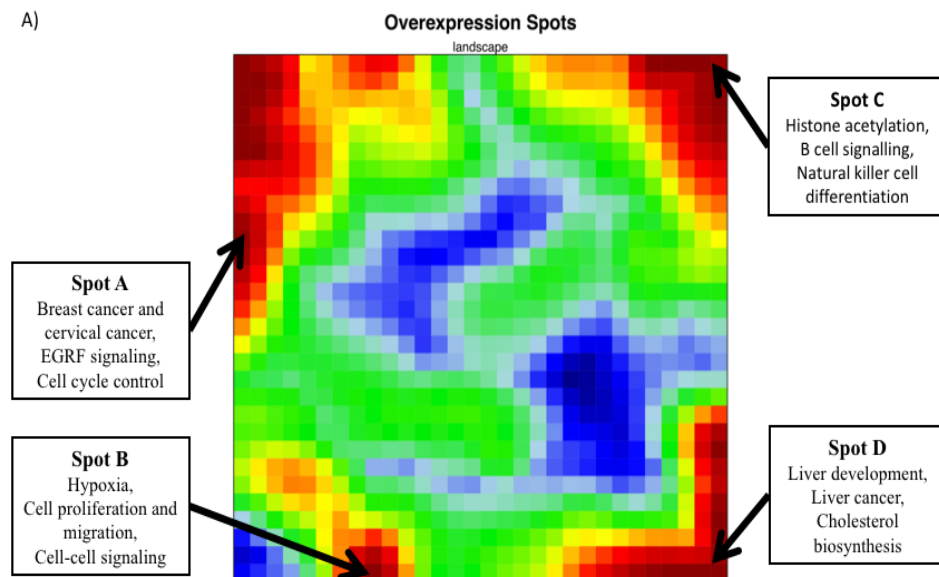 A)
Overexpression Spots
landscape
Spot C
Histone acetylation,
B cell signalling,
Natural killer cell
differentiation
Spot A
Breast cancer and
cervical cancer,
EGRF signaling,
Cell cycle control
Spot B
Hypoxia,
Cell proliferation and
migration,
Cell-cell signaling
Spot D
Liver development,
Liver cancer,
Cholesterol
biosynthesis